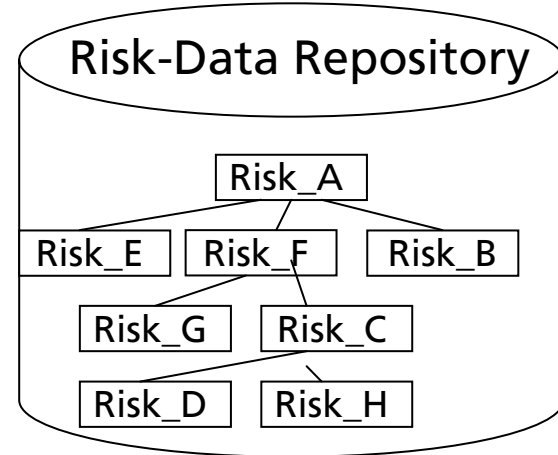 Risk-Data Repository
Risk_A
Risk_E Risk_F Risk_B
Risk_G Risk_C
Risk_D Risk_H